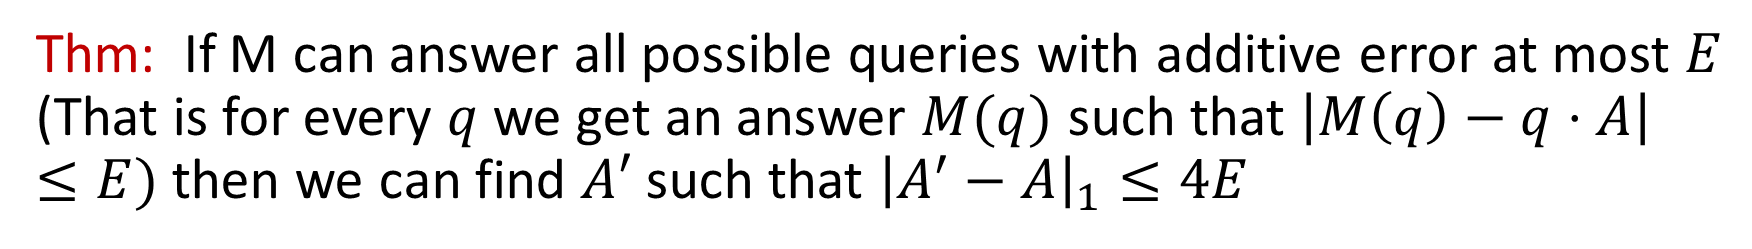 Thm: If M can answer all possible queries with additive error at most E
(That is for every q we get an answer M(q) such that |M(q) − q · A|
≤ E) then we can find A′ such that |A′ − A|₁ ≤ 4E